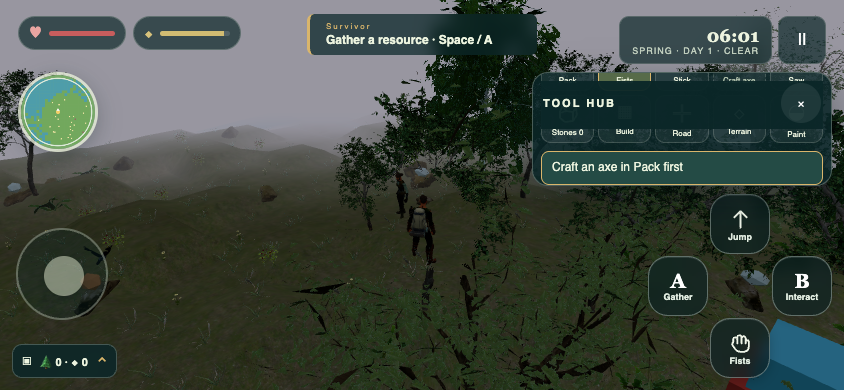 Survivor
Gather a resource · Space / A
06:01
SPRING · DAY 1 · CLEAR
Pack Fists Stick Craft axe Saw
TOOL HUB
×
Stones 0 Build Road Terrain Paint
Craft an axe in Pack first
Jump
A
Gather
B
Interact
Fists
0 · ◆ 0